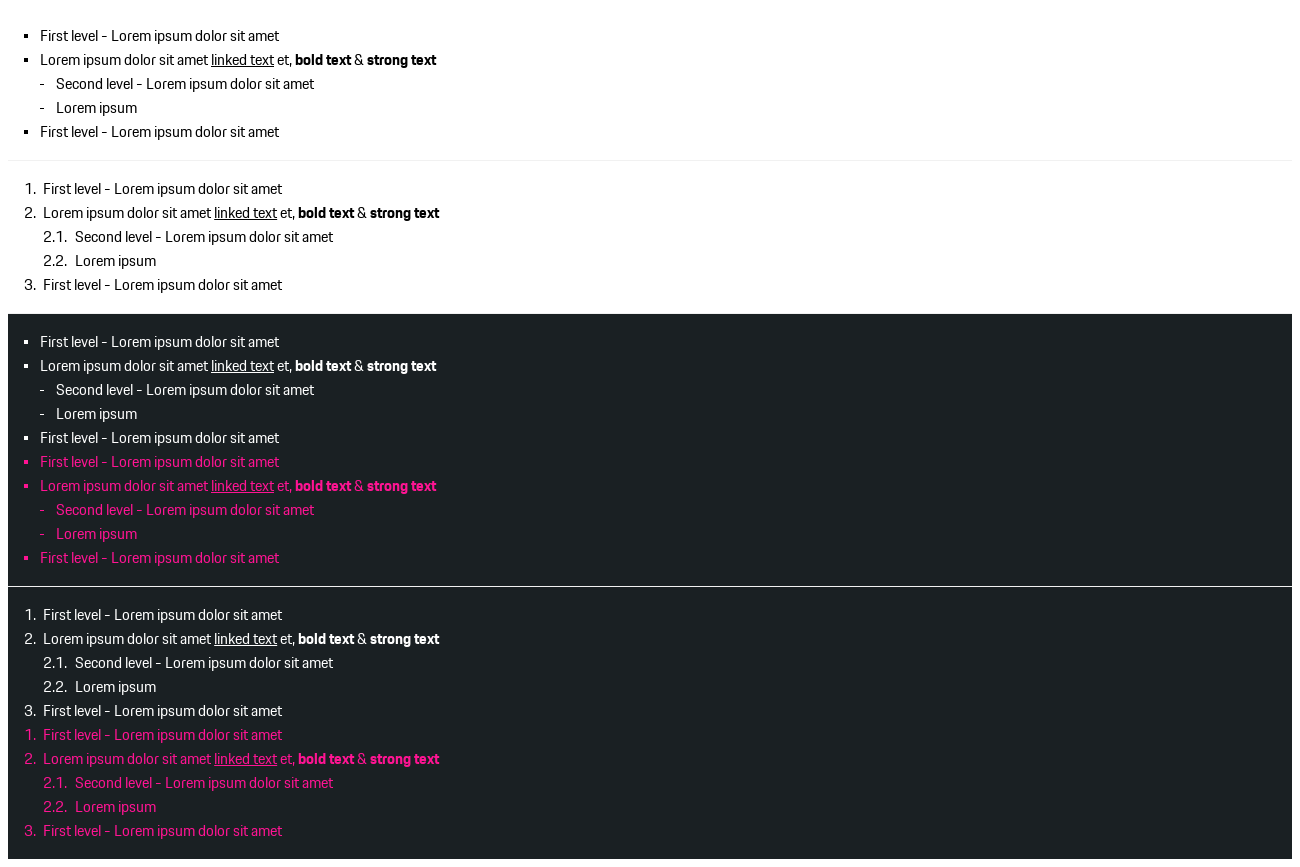 ▪ First level - Lorem ipsum dolor sit amet
▪ Lorem ipsum dolor sit amet linked text et, bold text & strong text
- Second level - Lorem ipsum dolor sit amet
- Lorem ipsum
▪ First level - Lorem ipsum dolor sit amet
1. First level - Lorem ipsum dolor sit amet
2. Lorem ipsum dolor sit amet linked text et, bold text & strong text
2.1. Second level - Lorem ipsum dolor sit amet
2.2. Lorem ipsum
3. First level - Lorem ipsum dolor sit amet
▪ First level - Lorem ipsum dolor sit amet
▪ Lorem ipsum dolor sit amet linked text et, bold text & strong text
- Second level - Lorem ipsum dolor sit amet
- Lorem ipsum
▪ First level - Lorem ipsum dolor sit amet
▪ First level - Lorem ipsum dolor sit amet
▪ Lorem ipsum dolor sit amet linked text et, bold text & strong text
- Second level - Lorem ipsum dolor sit amet
- Lorem ipsum
▪ First level - Lorem ipsum dolor sit amet
1. First level - Lorem ipsum dolor sit amet
2. Lorem ipsum dolor sit amet linked text et, bold text & strong text
2.1. Second level - Lorem ipsum dolor sit amet
2.2. Lorem ipsum
3. First level - Lorem ipsum dolor sit amet
1. First level - Lorem ipsum dolor sit amet
2. Lorem ipsum dolor sit amet linked text et, bold text & strong text
2.1. Second level - Lorem ipsum dolor sit amet
2.2. Lorem ipsum
3. First level - Lorem ipsum dolor sit amet